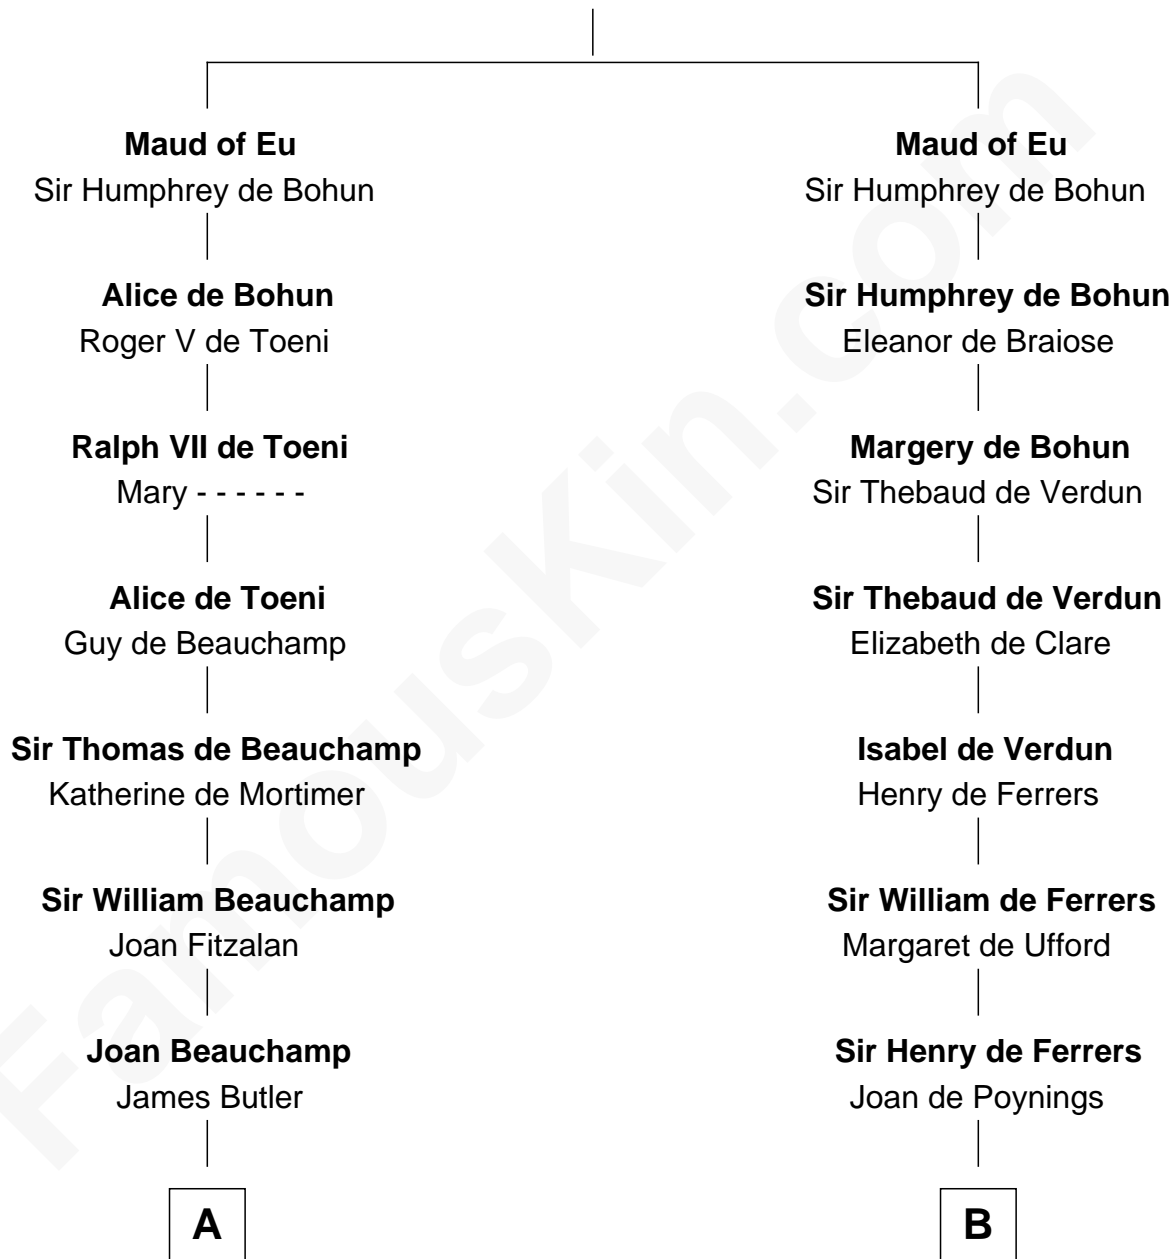 Maud of Eu
Sir Humphrey de Bohun
Alice de Bohun
Roger V de Toeni
Ralph VII de Toeni
Mary - - - - - -
Alice de Toeni
Guy de Beauchamp
Sir Thomas de Beauchamp
Katherine de Mortimer
Sir William Beauchamp
Joan Fitzalan
Joan Beauchamp
James Butler
A
Maud of Eu
Sir Humphrey de Bohun
Sir Humphrey de Bohun
Eleanor de Braiose
Margery de Bohun
Sir Thebaud de Verdun
Sir Thebaud de Verdun
Elizabeth de Clare
Isabel de Verdun
Henry de Ferrers
Sir William de Ferrers
Margaret de Ufford
Sir Henry de Ferrers
Joan de Poynings
B
FamousKin.com